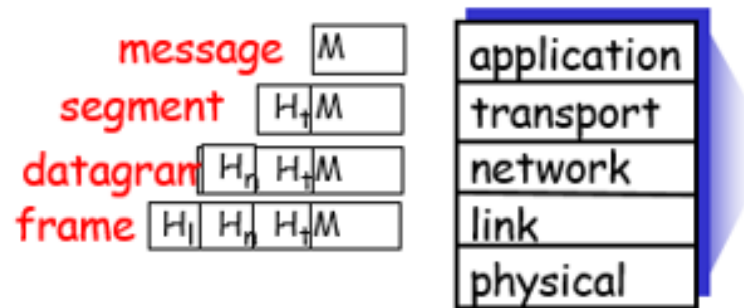 message M application
segment Ht M transport
datagram Hn Ht M network
frame Hl Hn Ht M link
physical